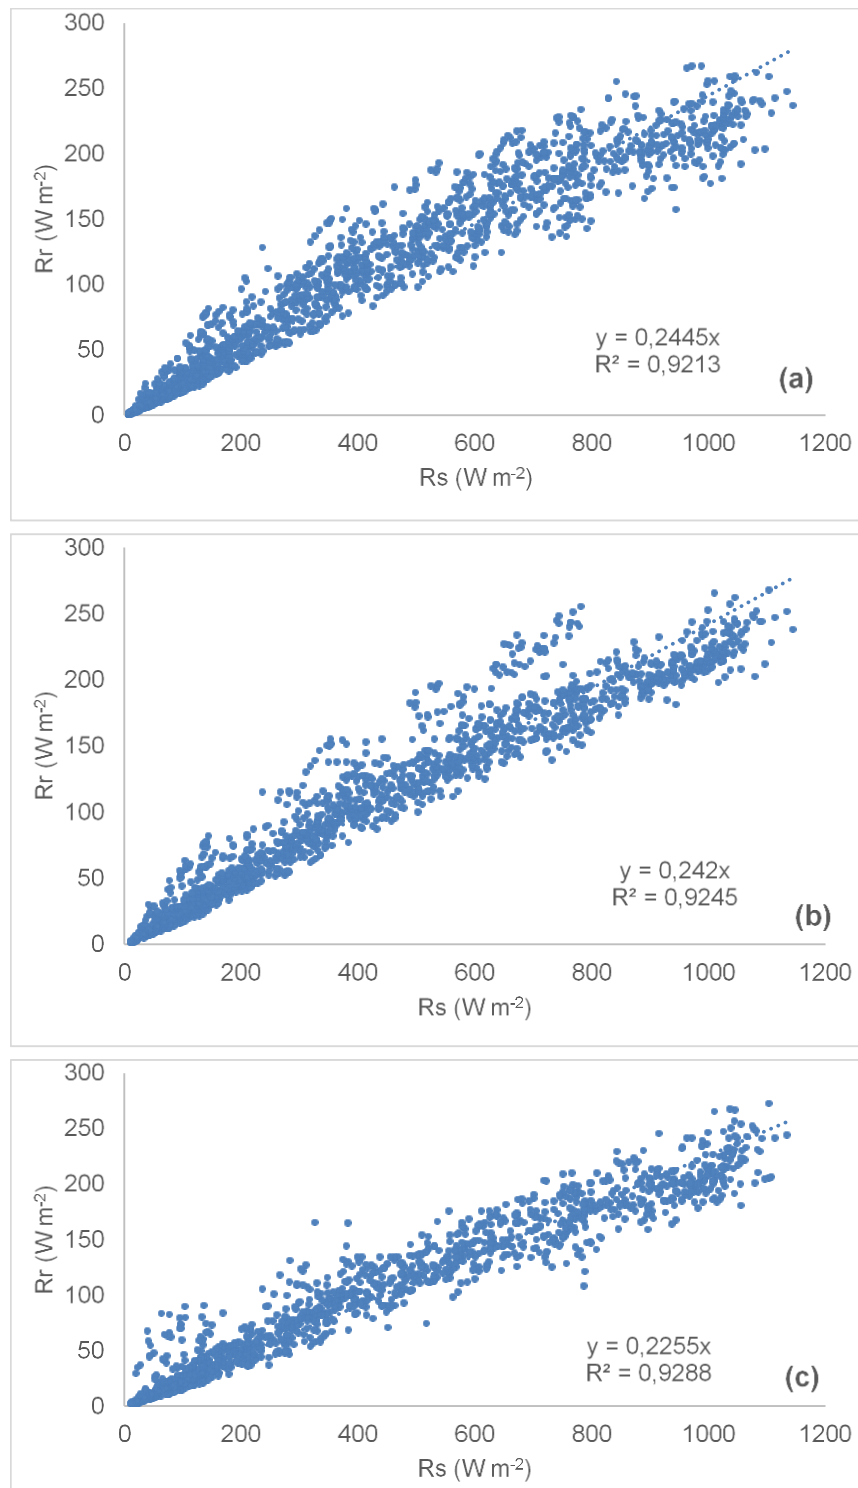 300
250
200
150
100
50
0
Rr (W m-2)
y = 0,2445x
R² = 0,9213
(a)
0 200 400 600 800 1000 1200
Rs (W m-2)
300
250
200
150
100
50
0
Rr (W m-2)
y = 0,242x
R² = 0,9245
(b)
0 200 400 600 800 1000 1200
Rs (W m-2)
300
250
200
150
100
50
0
Rr (W m-2)
y = 0,2255x
R² = 0,9288
(c)
0 200 400 600 800 1000 1200
Rs (W m-2)